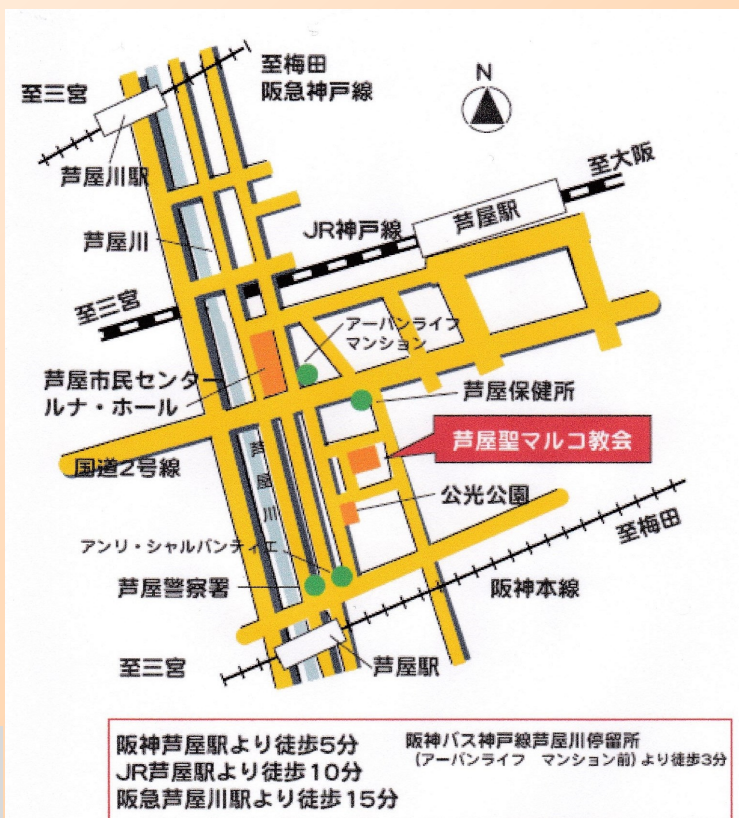 至梅田
阪急神戸線
至三宮
N
芦屋川駅
至大阪
芦屋駅
JR神戸線
芦屋川
至三宮
アーバンライフ
マンション
芦屋市民センター
ルナ・ホール
芦屋保健所
芦屋聖マルコ教会
国道2号線
芦屋川
公光公園
至梅田
アンリ・シャルパンティエ
芦屋警察署
阪神本線
至三宮
芦屋駅
阪神芦屋駅より徒歩5分
JR芦屋駅より徒歩10分
阪急芦屋川駅より徒歩15分
阪神バス神戸線芦屋川停留所
(アーバンライフ　マンション前)より徒歩3分